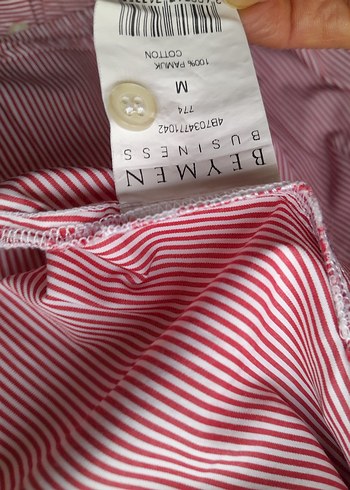 BEYMEN
BUSINESS
4B7034771042
774
M
100% PAMUK
COTTON